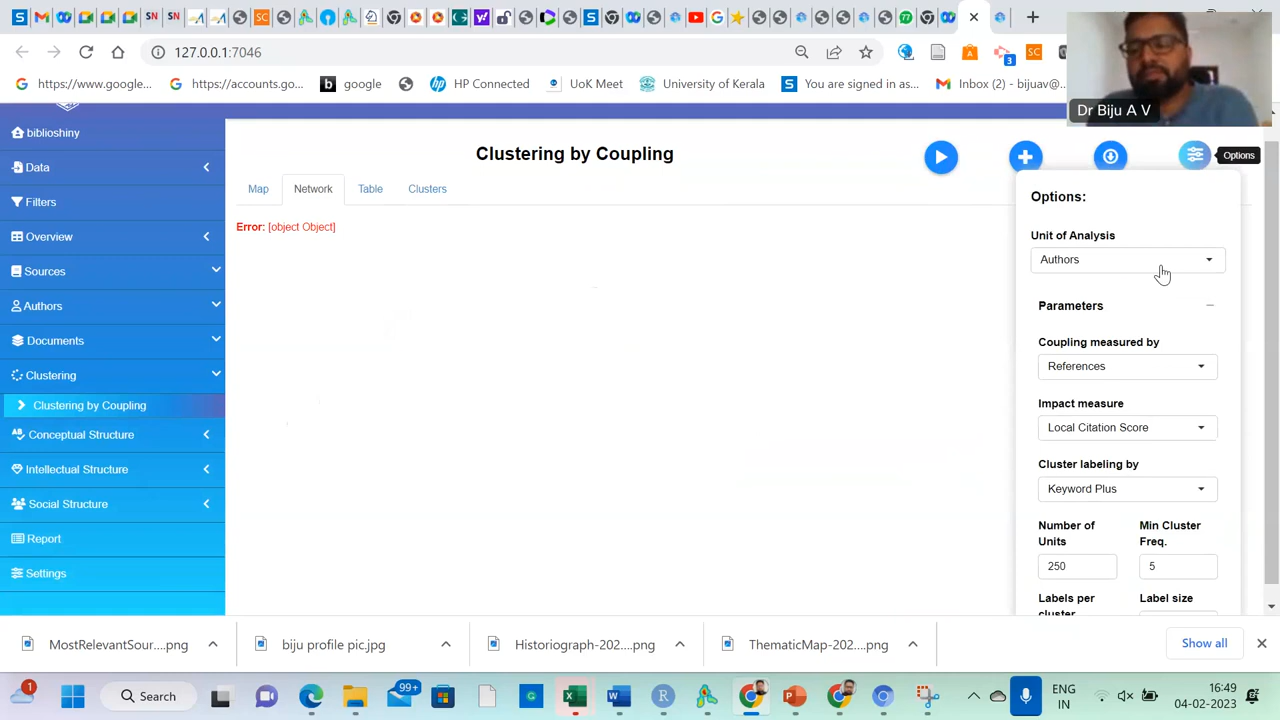 127.0.0.1:7046
3
SC
https://www.google...
https://accounts.go...
google
HP Connected
UoK Meet
University of Kerala
You are signed in as...
Inbox (2) - bijuav@...
Dr Biju A V
biblioshiny
Data
Filters
Overview
Sources
Authors
Documents
Clustering
Clustering by Coupling
Conceptual Structure
Intellectual Structure
Social Structure
Report
Settings
Clustering by Coupling
Options
Map
Network
Table
Clusters
Error: [object Object]
Options:
Unit of Analysis
Authors
Parameters
Coupling measured by
References
Impact measure
Local Citation Score
Cluster labeling by
Keyword Plus
Number of
Units
Min Cluster
Freq.
250
5
Labels per
cluster
Label size
MostRelevantSour....png
biju profile pic.jpg
Historiograph-202....png
ThematicMap-202....png
Show all
1
Search
99+
ENG
IN
16:49
04-02-2023